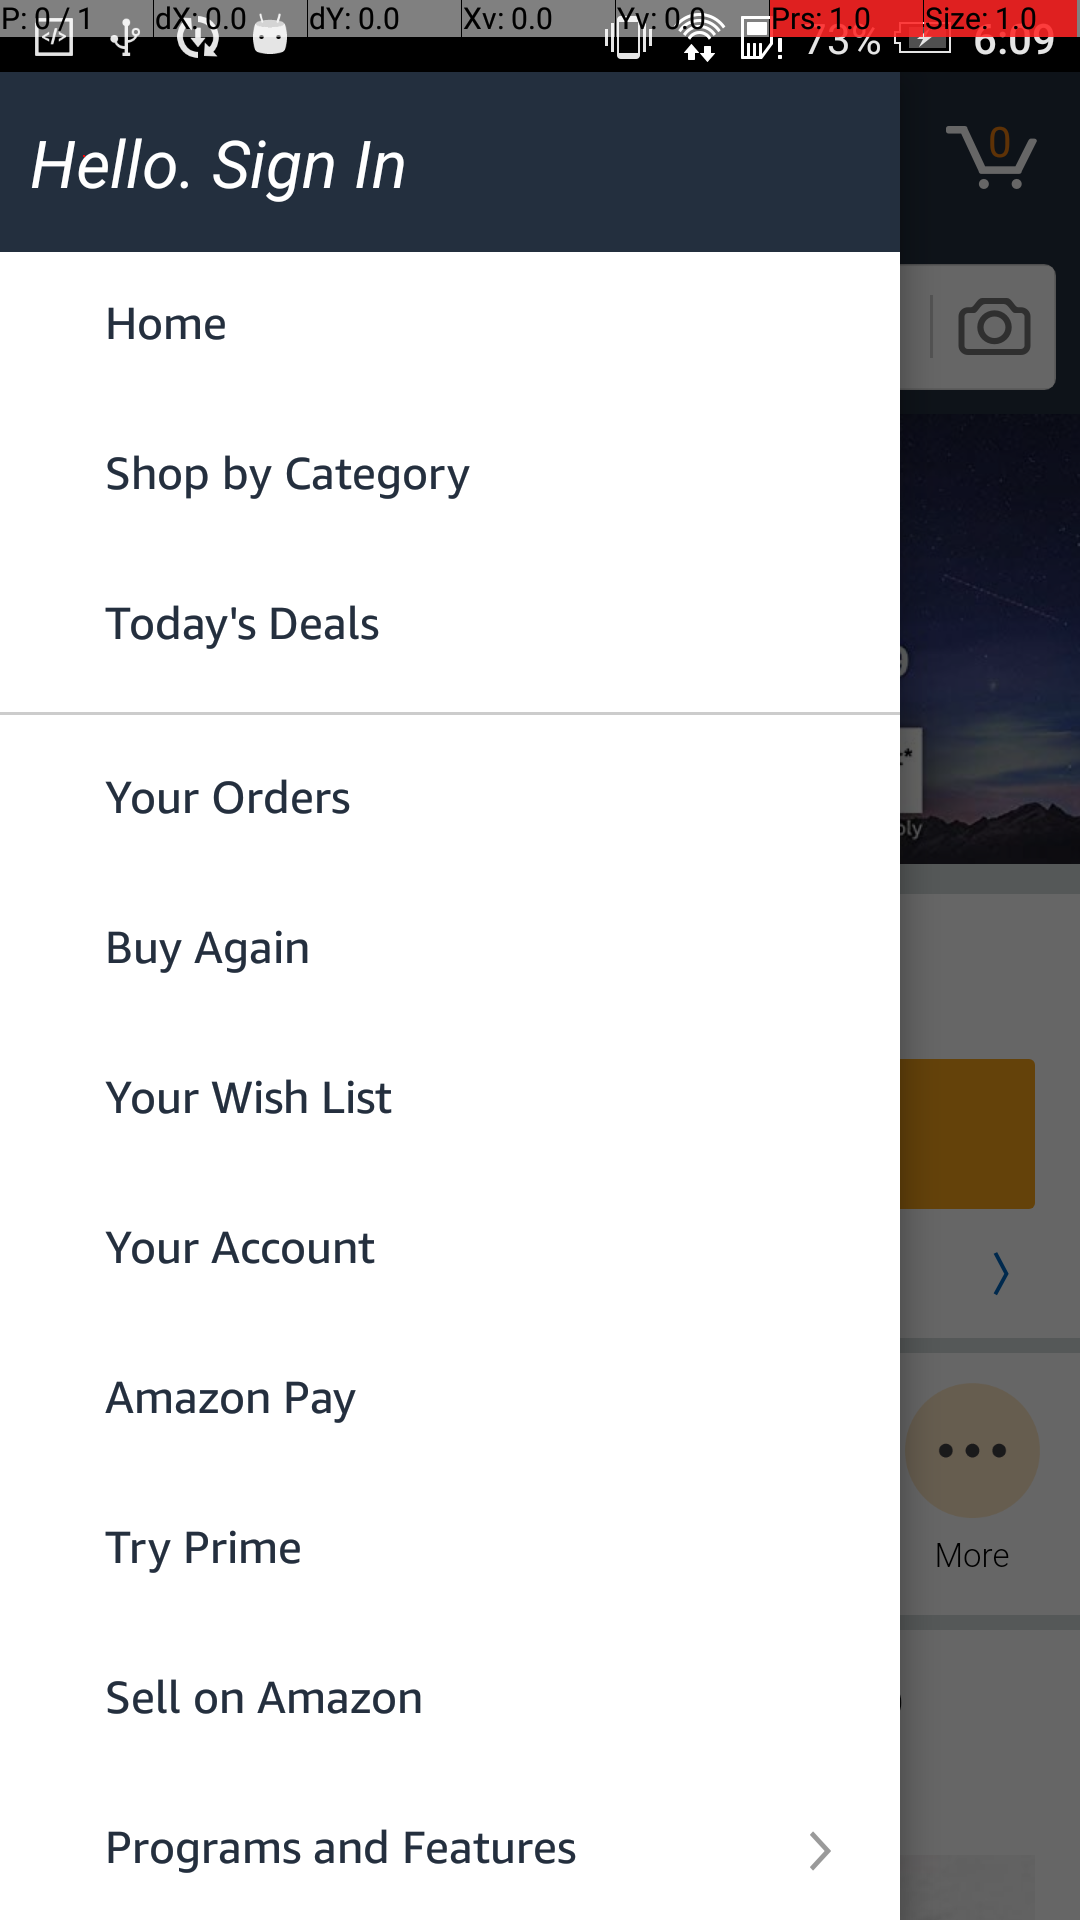 P: 0 / 1 dX: 0.0 dY: 0.0 Xv: 0.0 Yv: 0.0 Prs: 1.0 Size: 1.0
73% 6:09
Hello. Sign In
0
Home
Shop by Category
Today's Deals
Your Orders
Buy Again
Your Wish List
Your Account
Amazon Pay
Try Prime
More
Sell on Amazon
Programs and Features